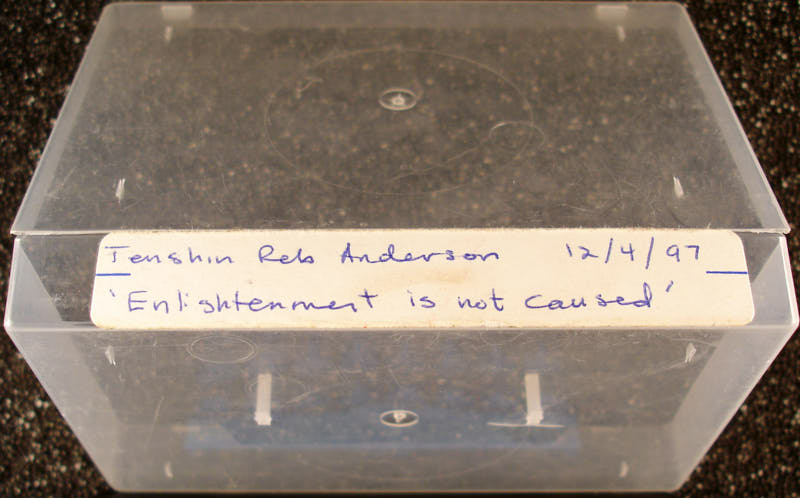 Tenshin Reb Anderson 12/4/97
'Enlightenment is not caused'